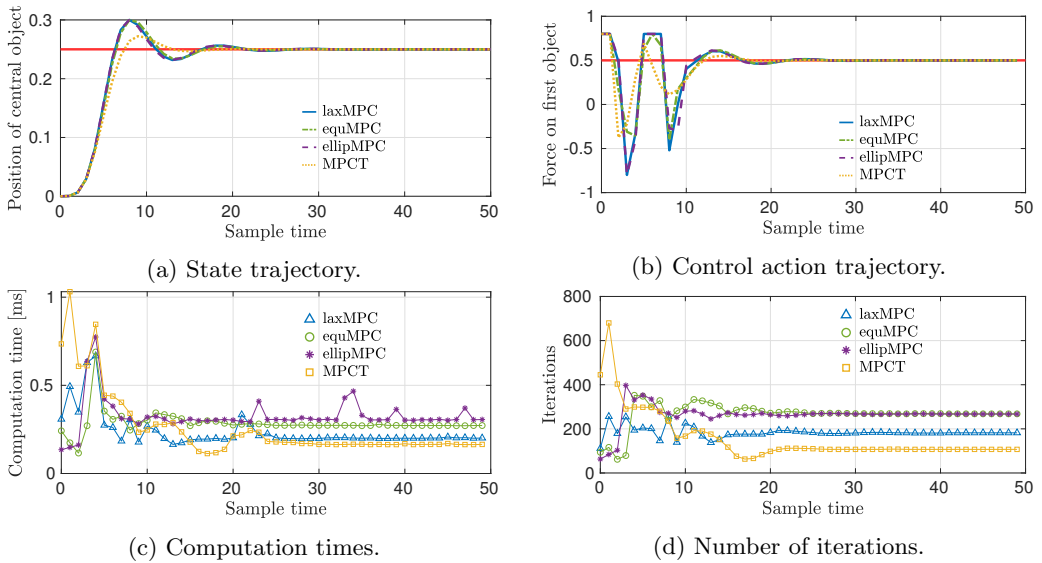 0.3
0.2
0.1
0
0
10
20
30
40
50
Position of central object
Sample time
laxMPC
equMPC
ellipMPC
MPCT
(a) State trajectory.
1
0.5
0
-0.5
-1
0
10
20
30
40
50
Force on first object
Sample time
laxMPC
equMPC
ellipMPC
MPCT
(b) Control action trajectory.
1
0.5
0
0
10
20
30
40
50
Computation time [ms]
Sample time
laxMPC
equMPC
ellipMPC
MPCT
(c) Computation times.
800
600
400
200
0
0
10
20
30
40
50
Iterations
Sample time
laxMPC
equMPC
ellipMPC
MPCT
(d) Number of iterations.